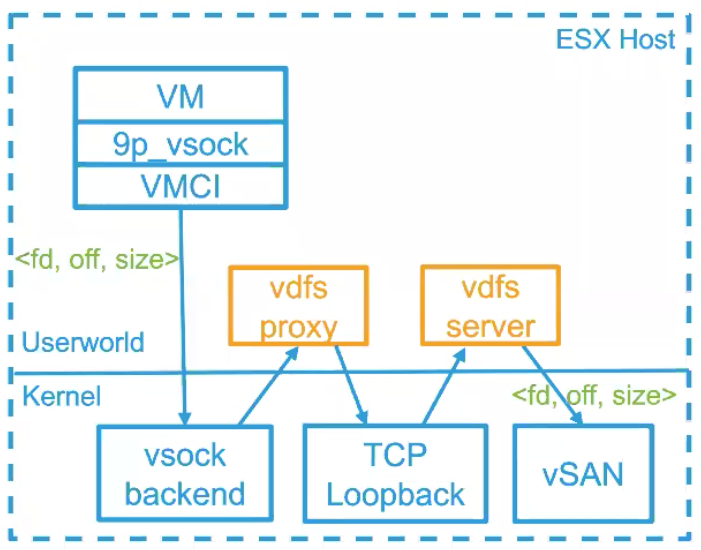 ESX Host
VM
9p_vsock
VMCI
<fd, off, size>
vdfs
proxy
vdfs
server
Userworld
Kernel
<fd, off, size>
vsock
backend
TCP
Loopback
vSAN